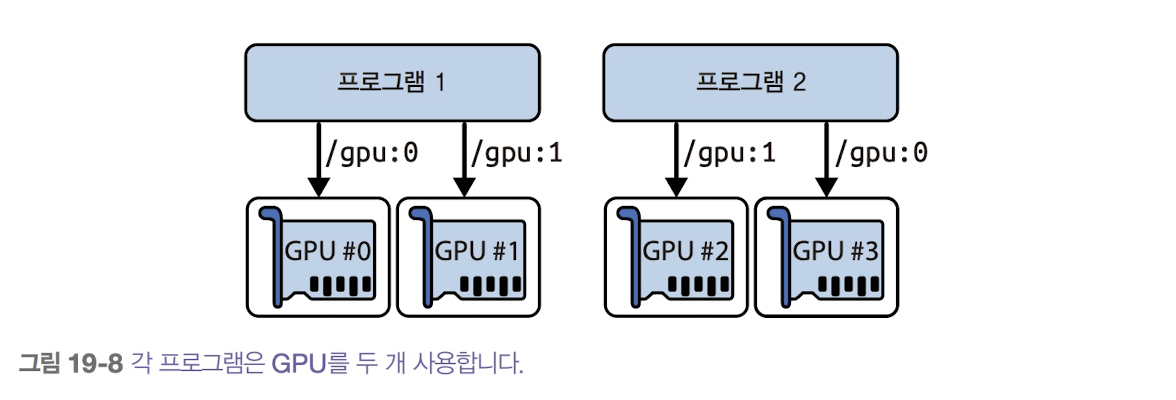 프로그램 1
프로그램 2
/gpu:0
/gpu:1
/gpu:1
/gpu:0
GPU #0
GPU #1
GPU #2
GPU #3
그림 19-8 각 프로그램은 GPU를 두 개 사용합니다.